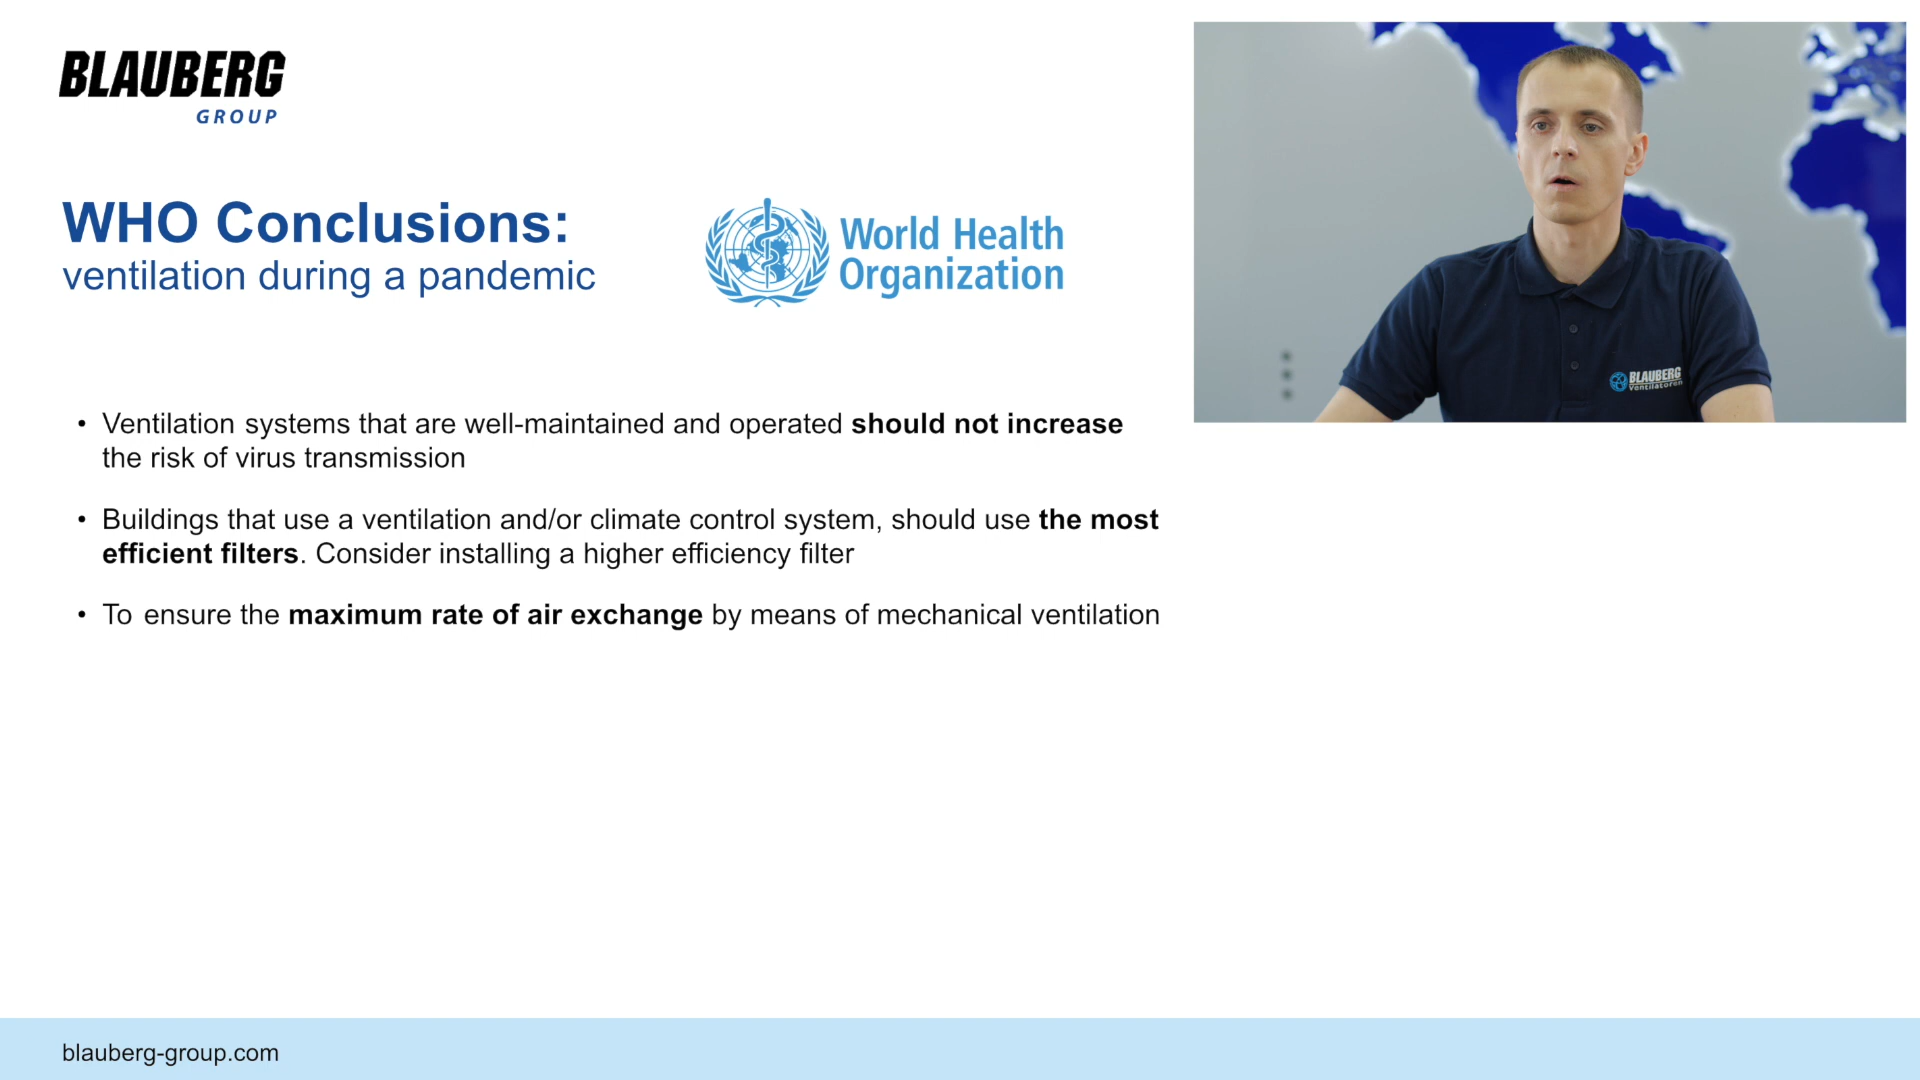 BLAUBERG
GROUP
WHO Conclusions:
ventilation during a pandemic
World Health
Organization
• Ventilation systems that are well-maintained and operated should not increase
the risk of virus transmission
• Buildings that use a ventilation and/or climate control system, should use the most
efficient filters. Consider installing a higher efficiency filter
• To ensure the maximum rate of air exchange by means of mechanical ventilation
BLAUBERG
Ventilatoren
blauberg-group.com